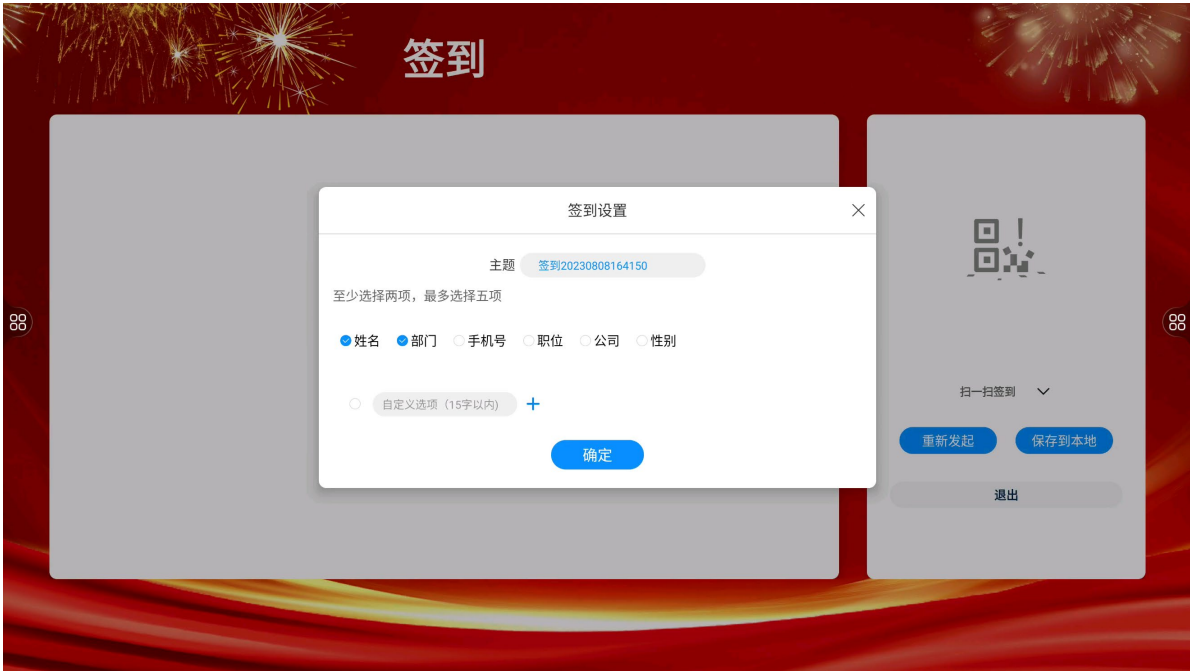 签到
签到设置
主题 签到20230808164150
至少选择两项，最多选择五项
姓名 部门 手机号 职位 公司 性别
自定义选项（15字以内)
确定
扫一扫签到
重新发起 保存到本地
退出